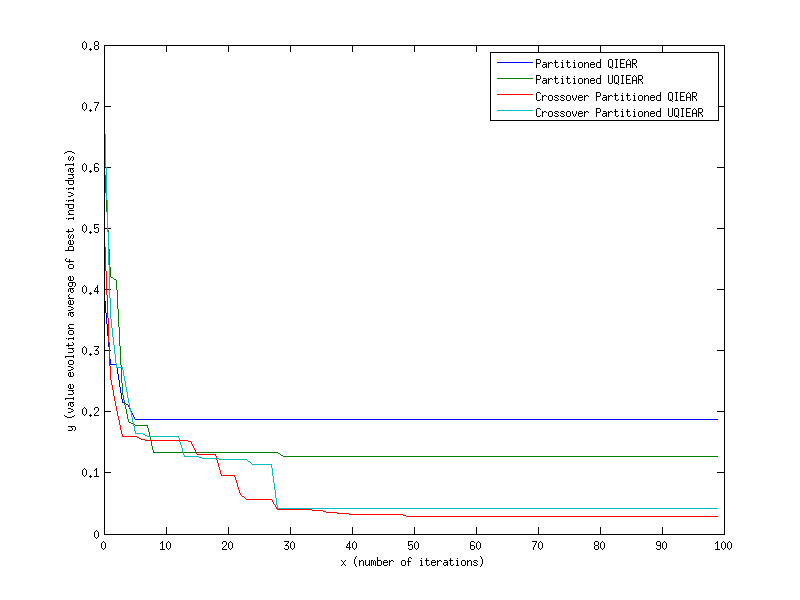 Partitioned QIEAR
Partitioned UQIEAR
Crossover Partitioned QIEAR
Crossover Partitioned UQIEAR
y (value evolution average of best individuals)
0.8
0.7
0.6
0.5
0.4
0.3
0.2
0.1
0
0 10 20 30 40 50 60 70 80 90 100
x (number of iterations)